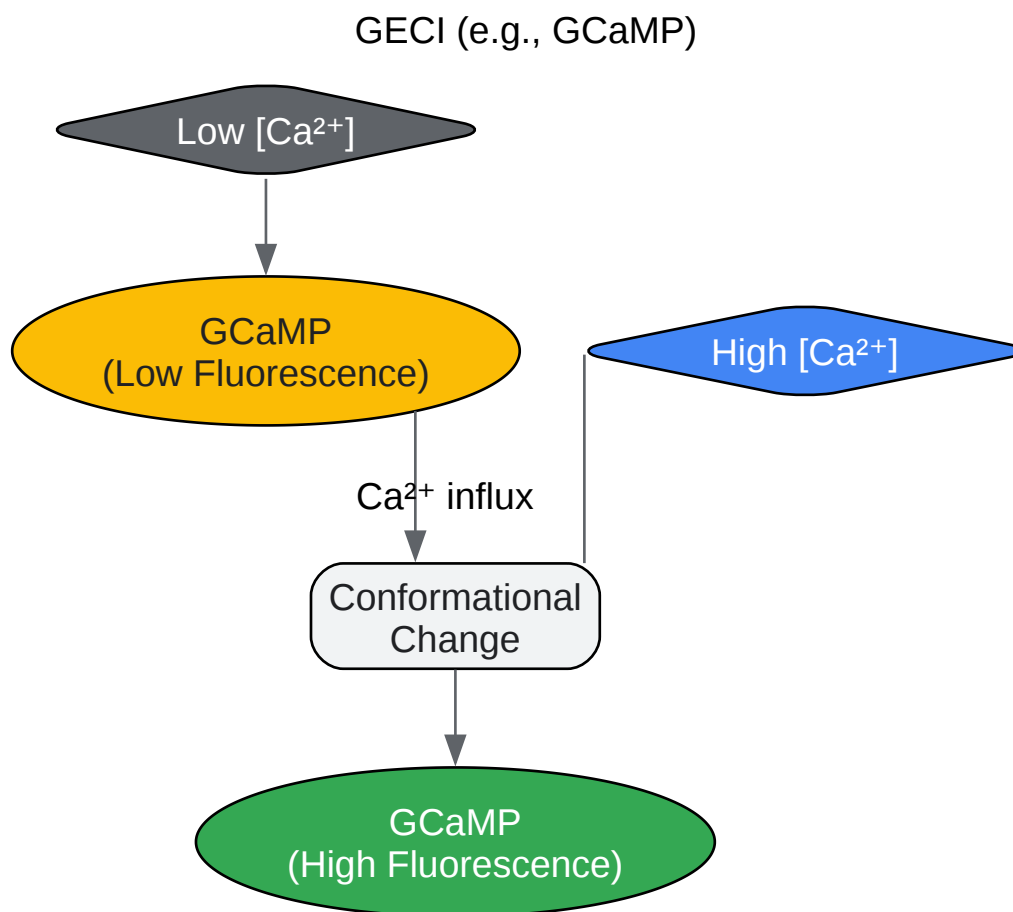 GECI (e.g., GCaMP)
Low [Ca²⁺]
GCaMP
(Low Fluorescence)
High [Ca²⁺]
Ca²⁺ influx
Conformational
Change
GCaMP
(High Fluorescence)